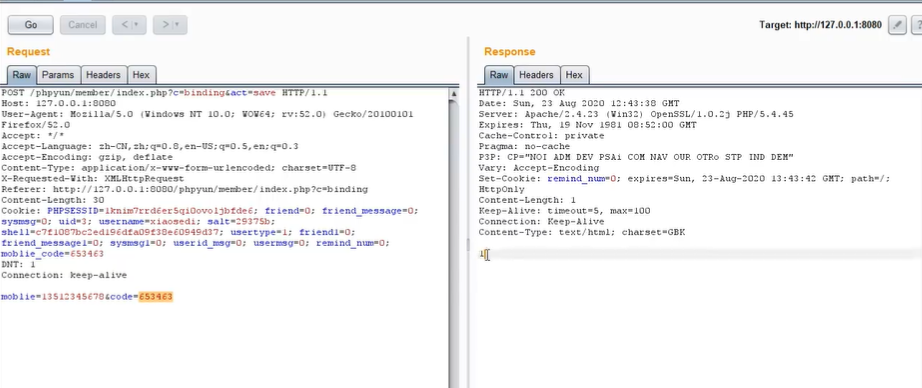 Go Cancel < > Target: http://127.0.0.1:8080 ?
Request
Raw Params Headers Hex
POST /phpyun/member/index.php?c=binding&act=save HTTP/1.1
Host: 127.0.0.1:8080
User-Agent: Mozilla/5.0 (Windows NT 10.0; WOW64; rv:52.0) Gecko/20100101
Firefox/52.0
Accept: */*
Accept-Language: zh-CN,zh;q=0.8,en-US;q=0.5,en;q=0.3
Accept-Encoding: gzip, deflate
Content-Type: application/x-www-form-urlencoded; charset=UTF-8
X-Requested-With: XMLHttpRequest
Referer: http://127.0.0.1:8080/phpyun/member/index.php?c=binding
Content-Length: 30
Cookie: PHPSESSID=1knim7rrd6er5qi0ovoljbfde6; friend=0; friend_message=0;
sysmsg=0; uid=3; username=xiaosedi; salt=29375b;
shell=c7f1087bc2ed196dfa09f38e60949d37; usertype=1; friend1=0;
friend_message1=0; sysmsg1=0; userid_msg=0; usermsg=0; remind_num=0;
moblie_code=653463
DNT: 1
Connection: keep-alive
moblie=13512345678&code=653463
Response
Raw Headers Hex
HTTP/1.1 200 OK
Date: Sun, 23 Aug 2020 12:43:38 GMT
Server: Apache/2.4.23 (Win32) OpenSSL/1.0.2j PHP/5.4.45
Expires: Thu, 19 Nov 1981 08:52:00 GMT
Cache-Control: private
Pragma: no-cache
P3P: CP="NOI ADM DEV PSAi COM NAV OUR OTRo STP IND DEM"
Vary: Accept-Encoding
Set-Cookie: remind_num=0; expires=Sun, 23-Aug-2020 13:43:42 GMT; path=/;
HttpOnly
Content-Length: 1
Keep-Alive: timeout=5, max=100
Connection: Keep-Alive
Content-Type: text/html; charset=GBK
1